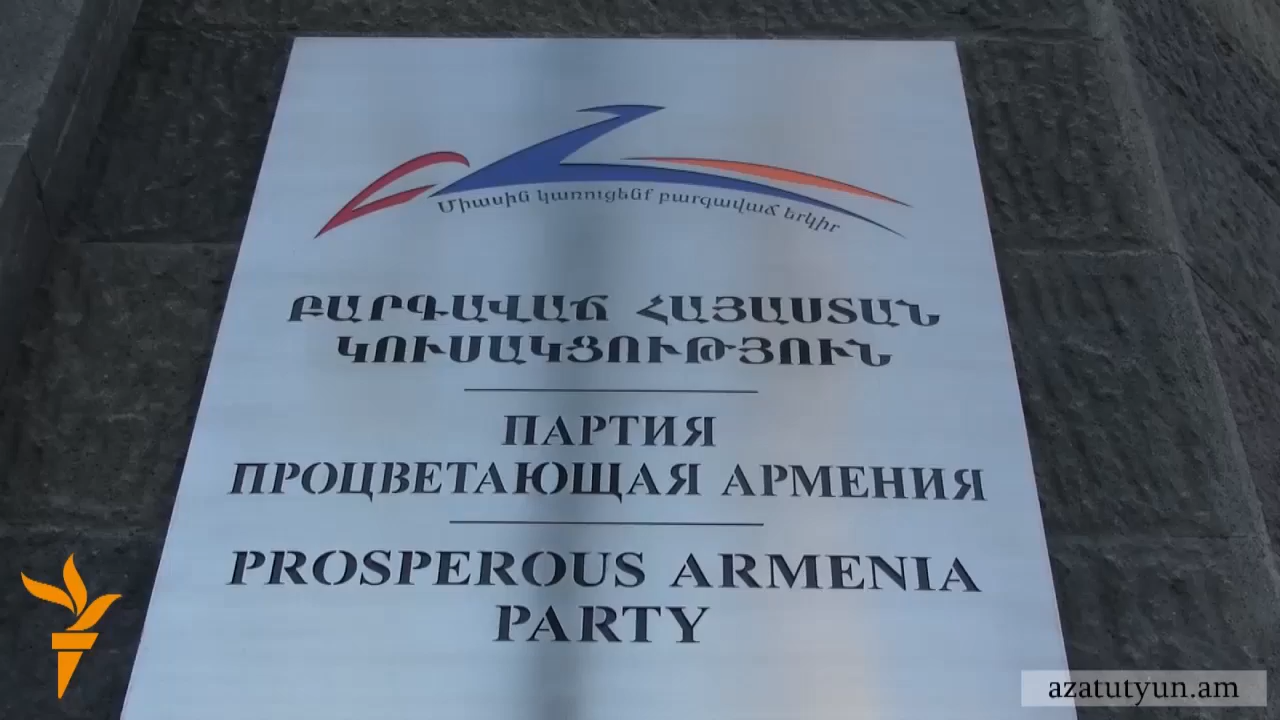 Միասին կառուցենք բարգավաճ երկիր
ԲԱՐԳԱՎԱՃ ՀԱՅԱՍՏԱՆ
ԿՈՒՍԱԿՑՈՒԹՅՈՒՆ
ПАРТИЯ
ПРОЦВЕТАЮЩАЯ АРМЕНИЯ
PROSPEROUS ARMENIA
PARTY
azatutyun.am